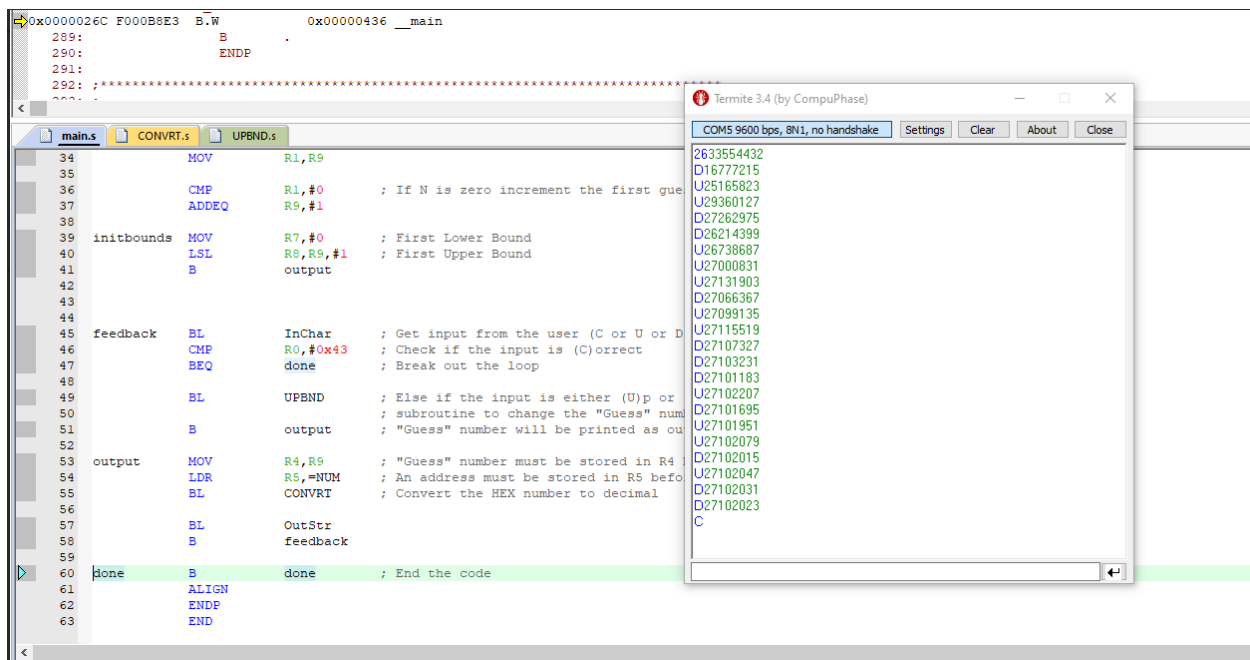 0x0000026C F000B8E3 B.W 0x00000436 __main
289: B .
290: ENDP
291:
292: ;******************************************************************************
main.s CONVRT.s UPBND.s
34 MOV R1,R9
35
36 CMP R1,#0 ; If N is zero increment the first
37 ADDEQ R9,#1
38
39 initbounds MOV R7,#0 ; First Lower Bound
40 LSL R8,R9,#1 ; First Upper Bound
41 B output
42
43
44
45 feedback BL InChar ; Get input from the user (C or U or D
46 CMP R0,#0x43 ; Check if the input is (C)orrect
47 BEQ done ; Break out the loop
48
49 BL UPBND ; Else if the input is either (U)p or
50 ; subroutine to change the "Guess"
51 B output ; "Guess" number will be printed as
52
53 output MOV R4,R9 ; "Guess" number must be stored in R4
54 LDR R5,=NUM ; An address must be stored in R5
55 BL CONVRT ; Convert the HEX number to decimal
56
57 BL OutStr
58 B feedback
59
60 done B done ; End the code
61 ALIGN
62 ENDP
63 END
Termite 3.4 (by CompuPhase)
COM5 9600 bps, 8N1, no handshake Settings Clear About Close
2633554432
D16777215
U25165823
U29360127
D27262975
D26214399
U26738687
U27000831
U27131903
D27066367
U27099135
U27115519
D27107327
D27103231
D27101183
U27102207
D27101695
U27101951
U27102079
D27102015
U27102047
D27102031
D27102023
C